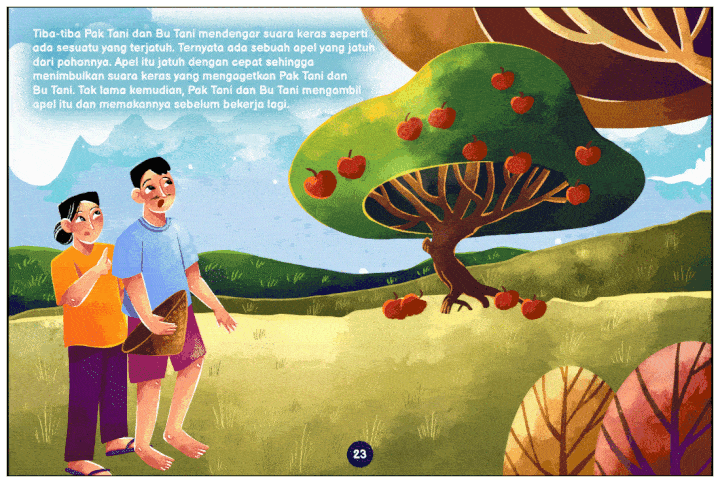 Tiba-tiba Pak Tani dan Bu Tani mendengar suara keras seperti
ada sesuatu yang terjatuh. Ternyata ada sebuah apel yang jatuh
dari pohonnya. Apel itu jatuh dengan cepat sehingga
menimbulkan suara keras yang mengagetkan Pak Tani dan
Bu Tani. Tak lama kemudian, Pak Tani dan Bu Tani mengambil
apel itu dan memakannya sebelum bekerja lagi.
23